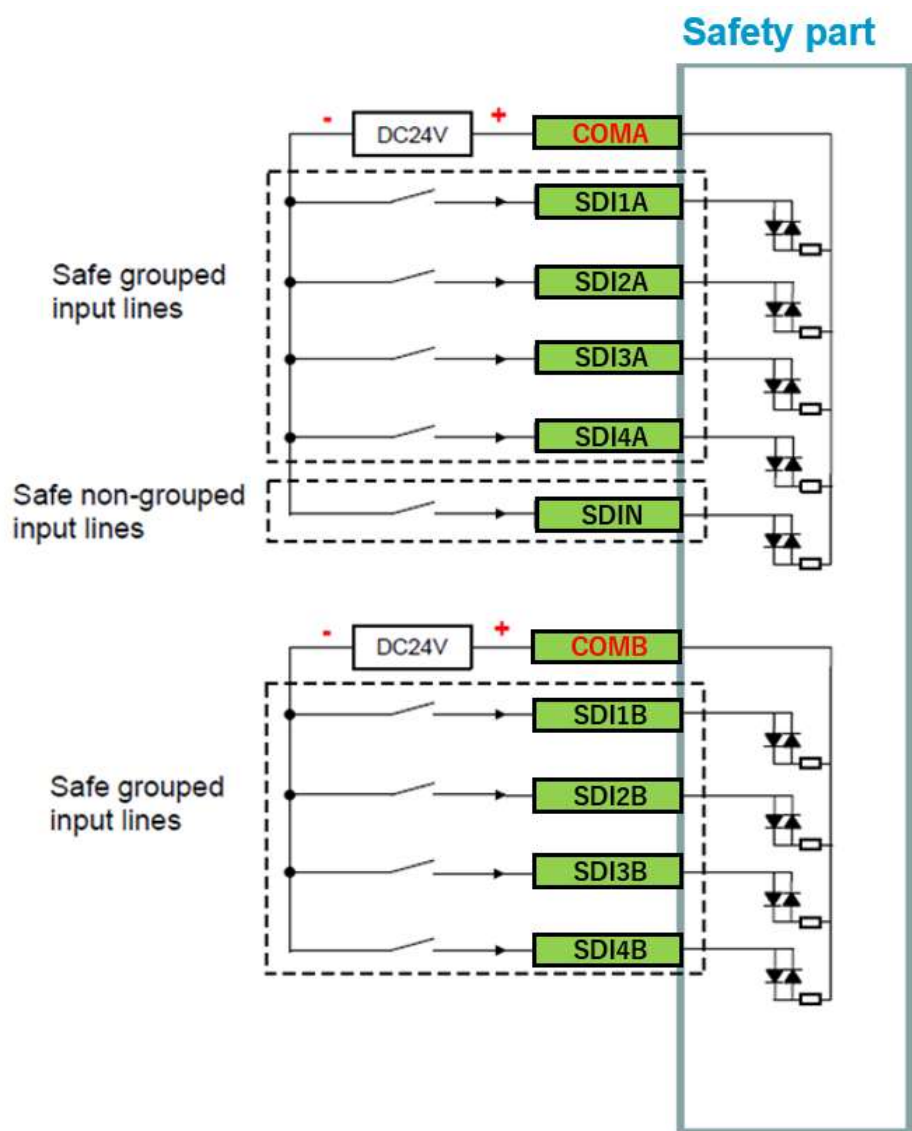 Safety part
- DC24V + COMA
SDI1A
Safe grouped
input lines
SDI2A
SDI3A
SDI4A
Safe non-grouped
input lines
SDIN
- DC24V + COMB
SDI1B
Safe grouped
input lines
SDI2B
SDI3B
SDI4B